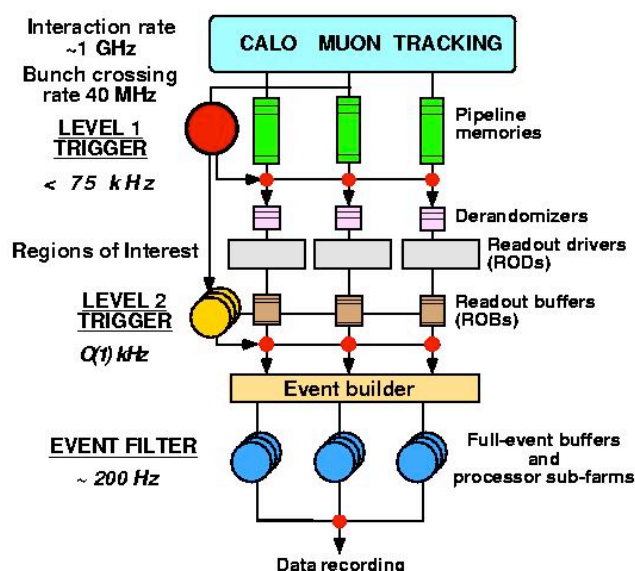 Interaction rate
~1 GHz
CALO MUON TRACKING
Bunch crossing
rate 40 MHz
LEVEL 1
TRIGGER
< 75 kHz
Pipeline
memories
Derandomizers
Regions of Interest
Readout drivers
(RODs)
LEVEL 2
TRIGGER
O(1) kHz
Readout buffers
(ROBs)
Event builder
EVENT FILTER
~ 200 Hz
Full-event buffers
and
processor sub-farms
Data recording